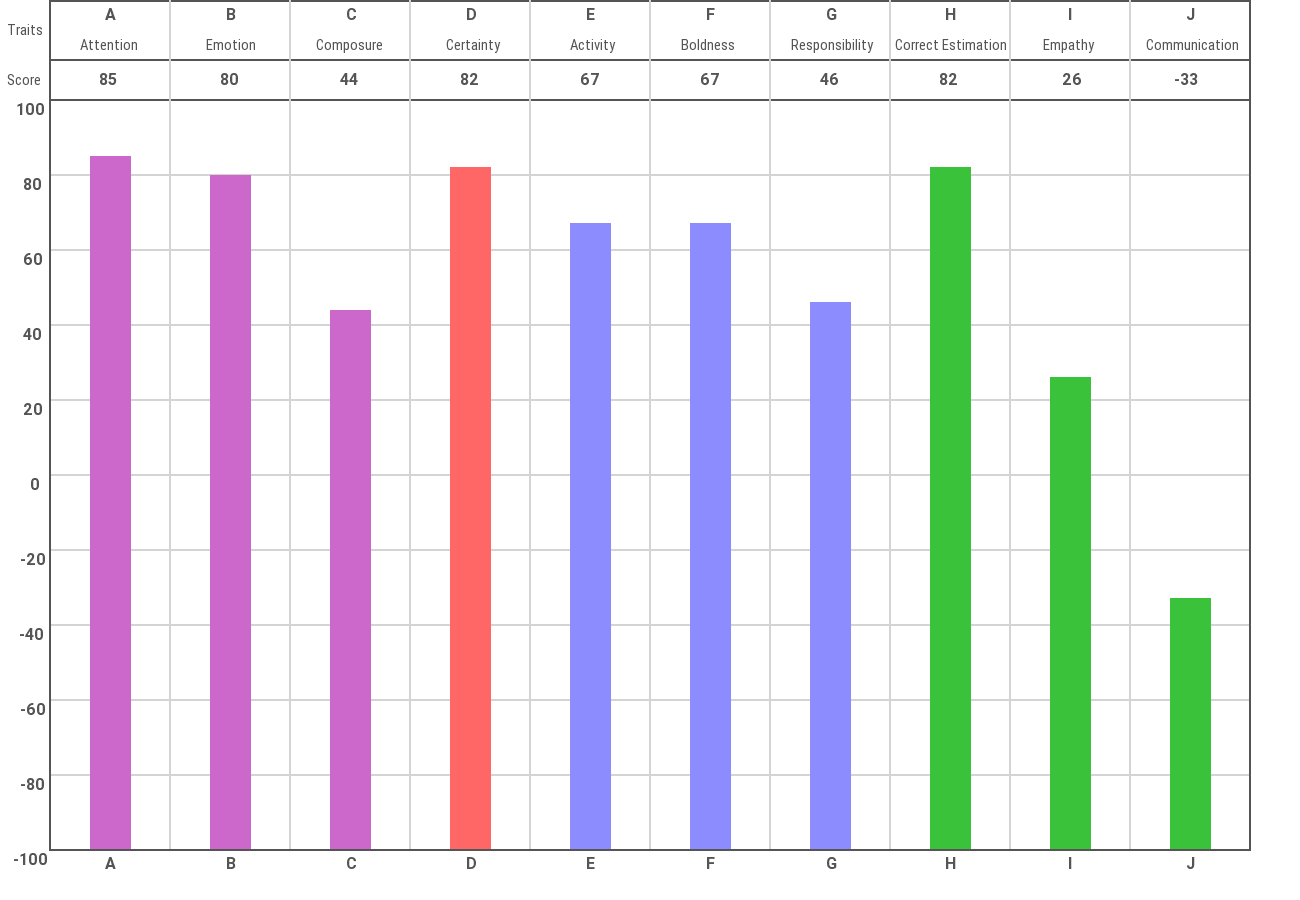 A B C D E F G H I J
Traits
Attention Emotion Composure Certainty Activity Boldness Responsibility Correct Estimation Empathy Communication
Score 85 80 44 82 67 67 46 82 26 -33
100
80
60
40
20
0
-20
-40
-60
-80
-100
A B C D E F G H I J